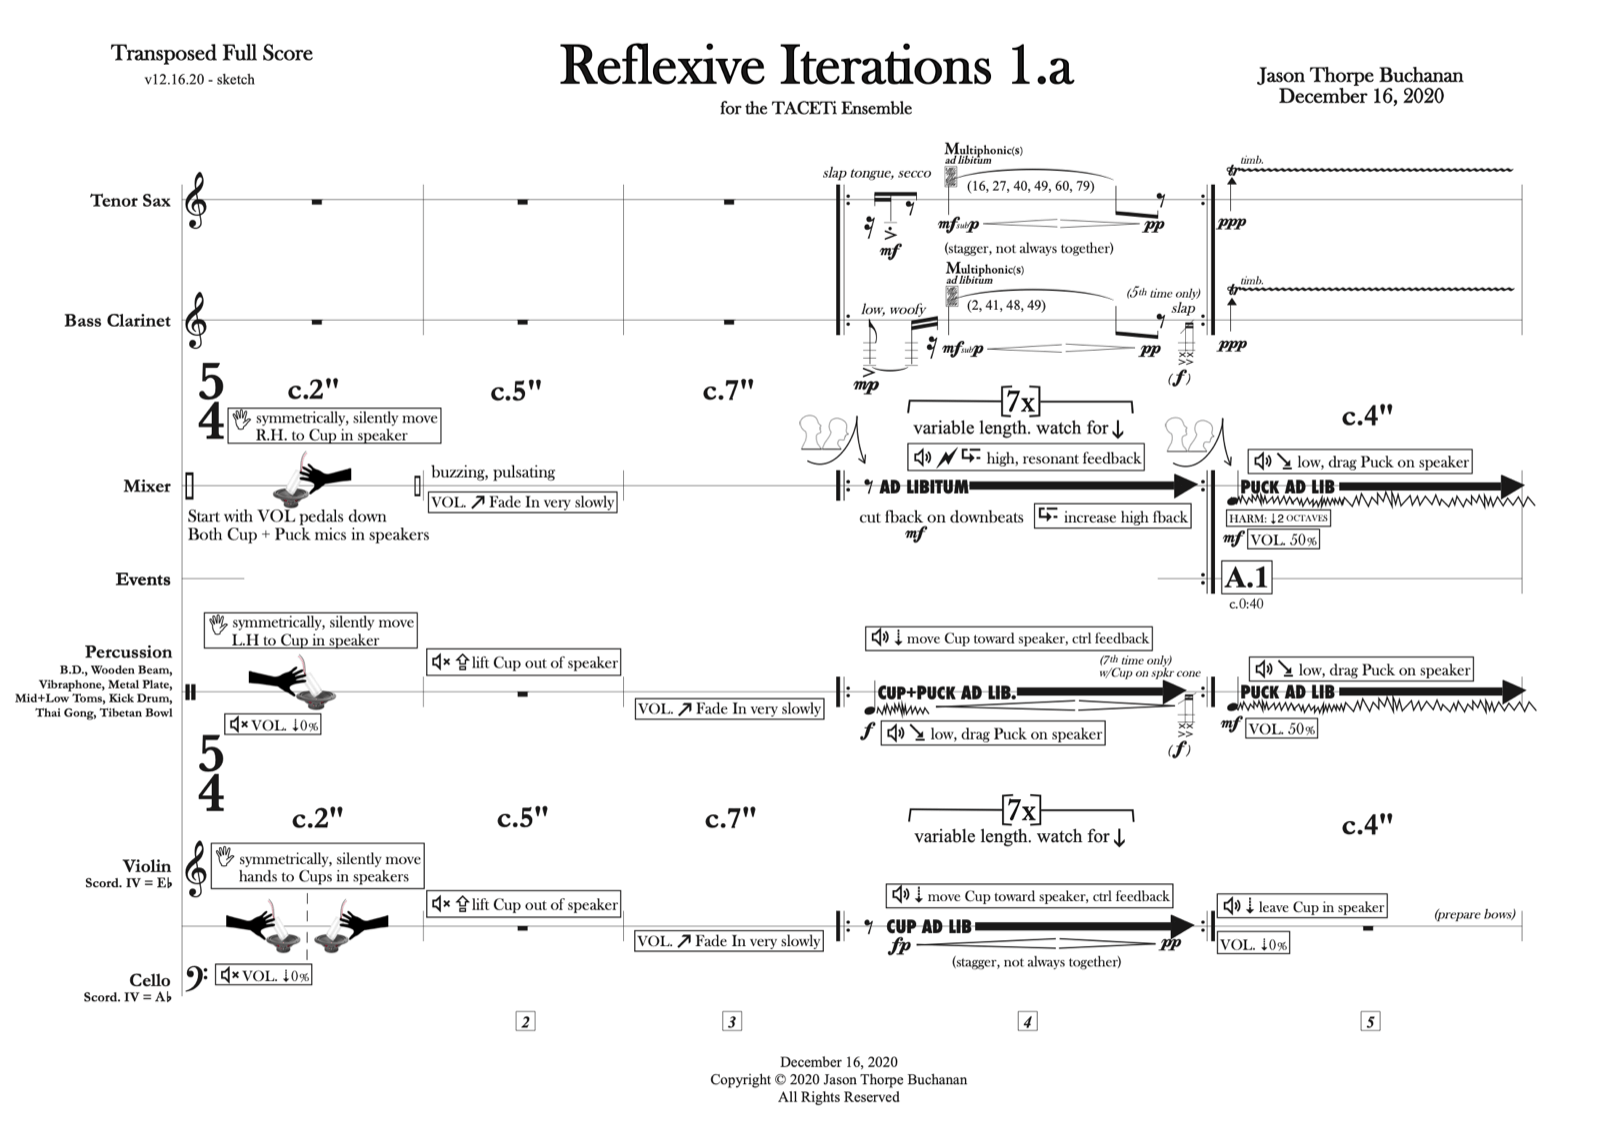 Transposed Full Score
v12.16.20 - sketch
Reflexive Iterations 1.a
for the TACETi Ensemble
Jason Thorpe Buchanan
December 16, 2020
Tenor Sax
slap tongue, secco
mf
Multiphonic(s)
ad libitum
(16, 27, 40, 49, 60, 79)
mf sub p
pp
(stagger, not always together)
tr timb.
ppp
Bass Clarinet
low, woofy
mp
Multiphonic(s)
ad libitum
(2, 41, 48, 49)
mf sub p
pp
(5th time only)
slap
(f)
tr timb.
ppp
5
4
c.2"
c.5"
c.7"
[7x]
variable length. watch for ↓
c.4"
Mixer
symmetrically, silently move
R.H. to Cup in speaker
Start with VOL pedals down
Both Cup + Puck mics in speakers
buzzing, pulsating
VOL. ↗ Fade In very slowly
high, resonant feedback
AD LIBITUM
cut fback on downbeats
mf
increase high fback
low, drag Puck on speaker
PUCK AD LIB
HARM: ↓2 OCTAVES
mf VOL. 50%
Events
A.1
c.0:40
Percussion
B.D., Wooden Beam,
Vibraphone, Metal Plate,
Mid+Low Toms, Kick Drum,
Thai Gong, Tibetan Bowl
symmetrically, silently move
L.H to Cup in speaker
VOL. ↓0%
lift Cup out of speaker
VOL. ↗ Fade In very slowly
move Cup toward speaker, ctrl feedback
(7th time only)
w/Cup on spkr cone
CUP+PUCK AD LIB.
f
low, drag Puck on speaker
(f)
low, drag Puck on speaker
PUCK AD LIB
mf VOL. 50%
5
4
c.2"
c.5"
c.7"
[7x]
variable length. watch for ↓
c.4"
Violin
Scord. IV = E♭
symmetrically, silently move
hands to Cups in speakers
lift Cup out of speaker
VOL. ↗ Fade In very slowly
move Cup toward speaker, ctrl feedback
CUP AD LIB
fp
pp
(stagger, not always together)
leave Cup in speaker
VOL. ↓0%
(prepare bows)
Cello
Scord. IV = A♭
VOL. ↓0%
2
3
4
5
December 16, 2020
Copyright © 2020 Jason Thorpe Buchanan
All Rights Reserved